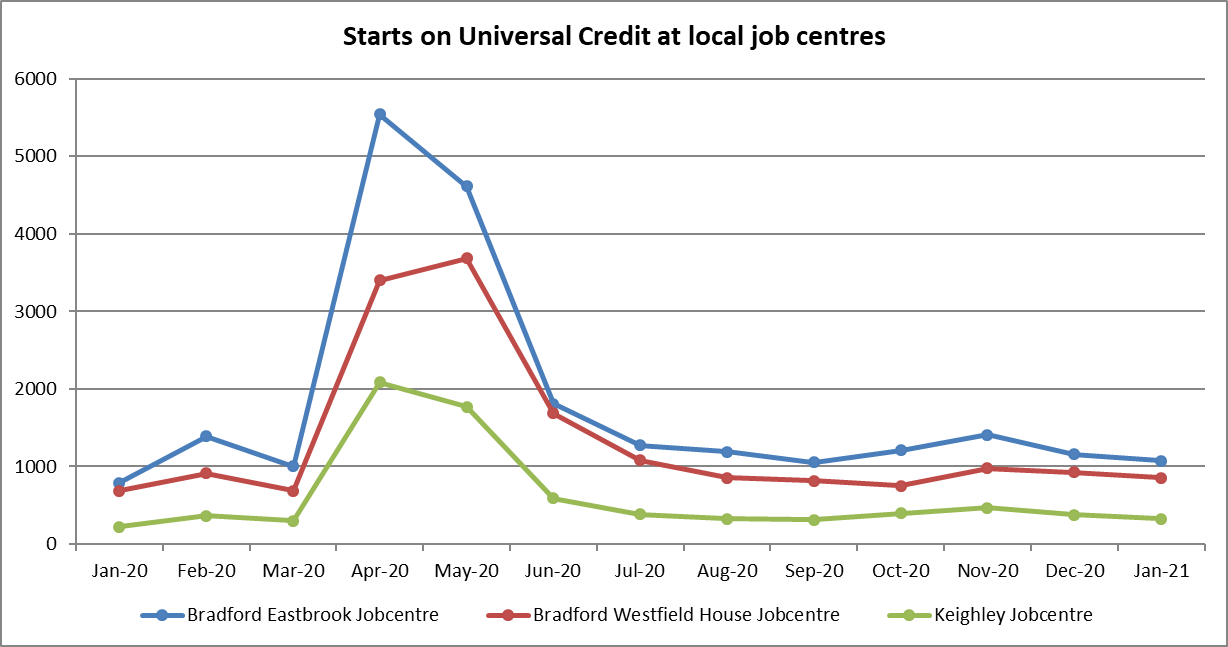 Starts on Universal Credit at local job centres
6000
5000
4000
3000
2000
1000
0
Jan-20 Feb-20 Mar-20 Apr-20 May-20 Jun-20 Jul-20 Aug-20 Sep-20 Oct-20 Nov-20 Dec-20 Jan-21
Bradford Eastbrook Jobcentre Bradford Westfield House Jobcentre Keighley Jobcentre